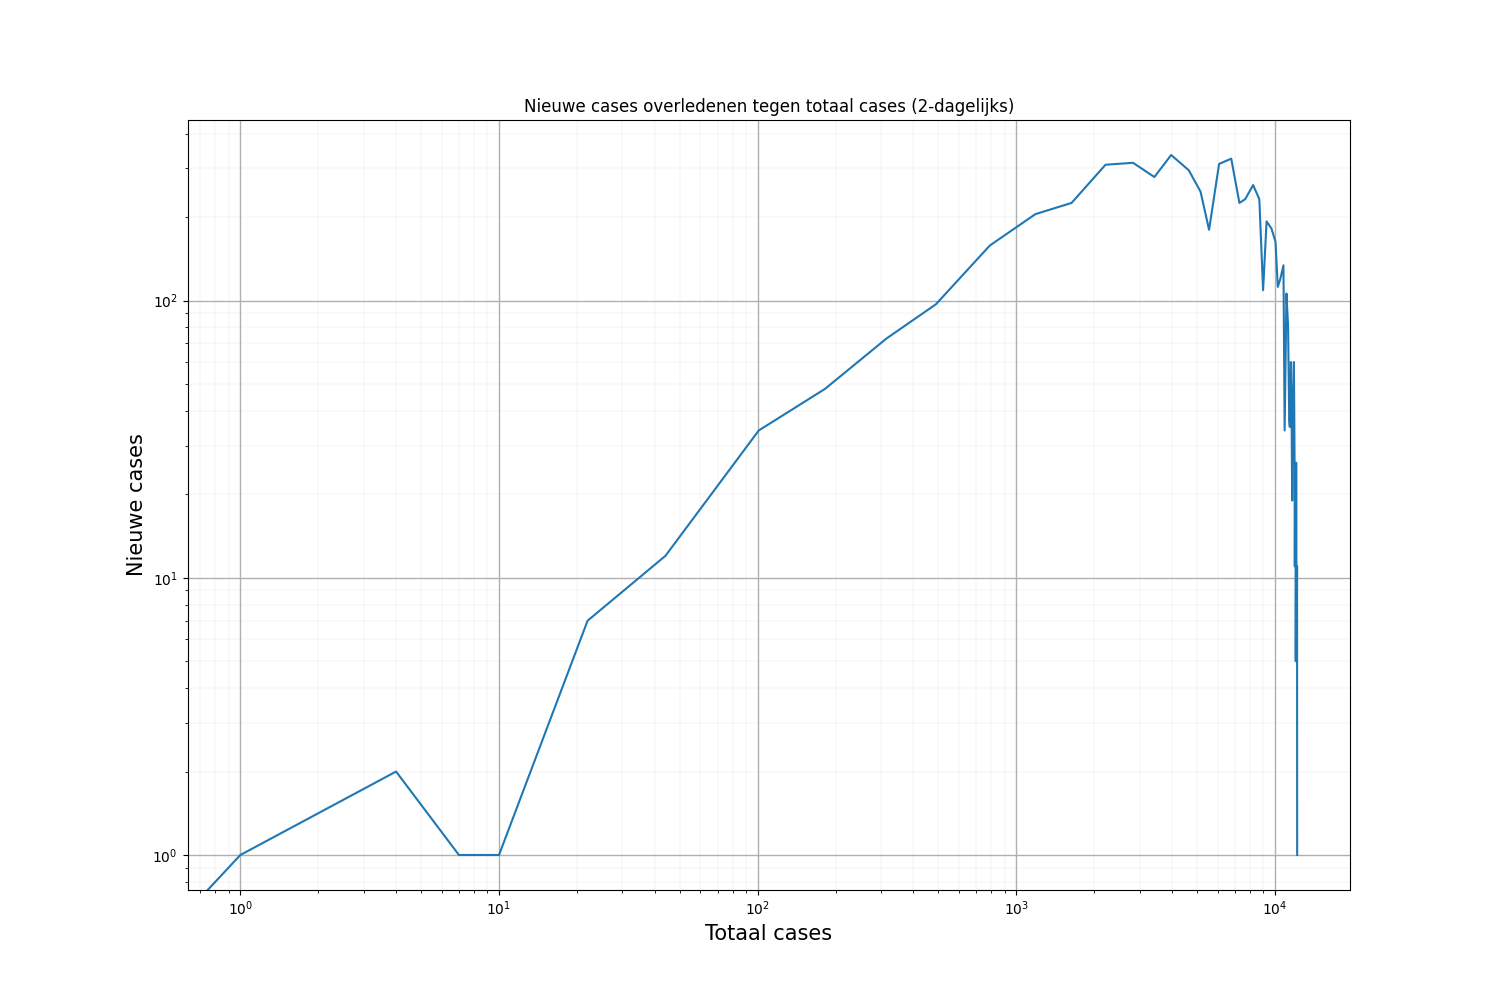 Nieuwe cases overledenen tegen totaal cases (2-dagelijks)
Nieuwe cases
10²
10¹
10⁰
10⁰ 10¹ 10² 10³ 10⁴
Totaal cases